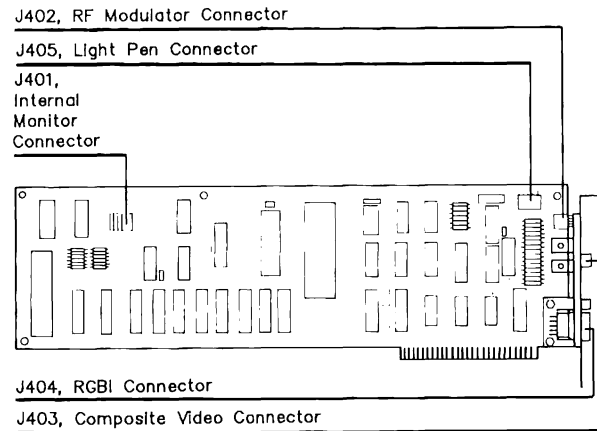 J402, RF Modulator Connector
J405, Light Pen Connector
J401,
Internal
Monitor
Connector
J404, RGBI Connector
J403, Composite Video Connector